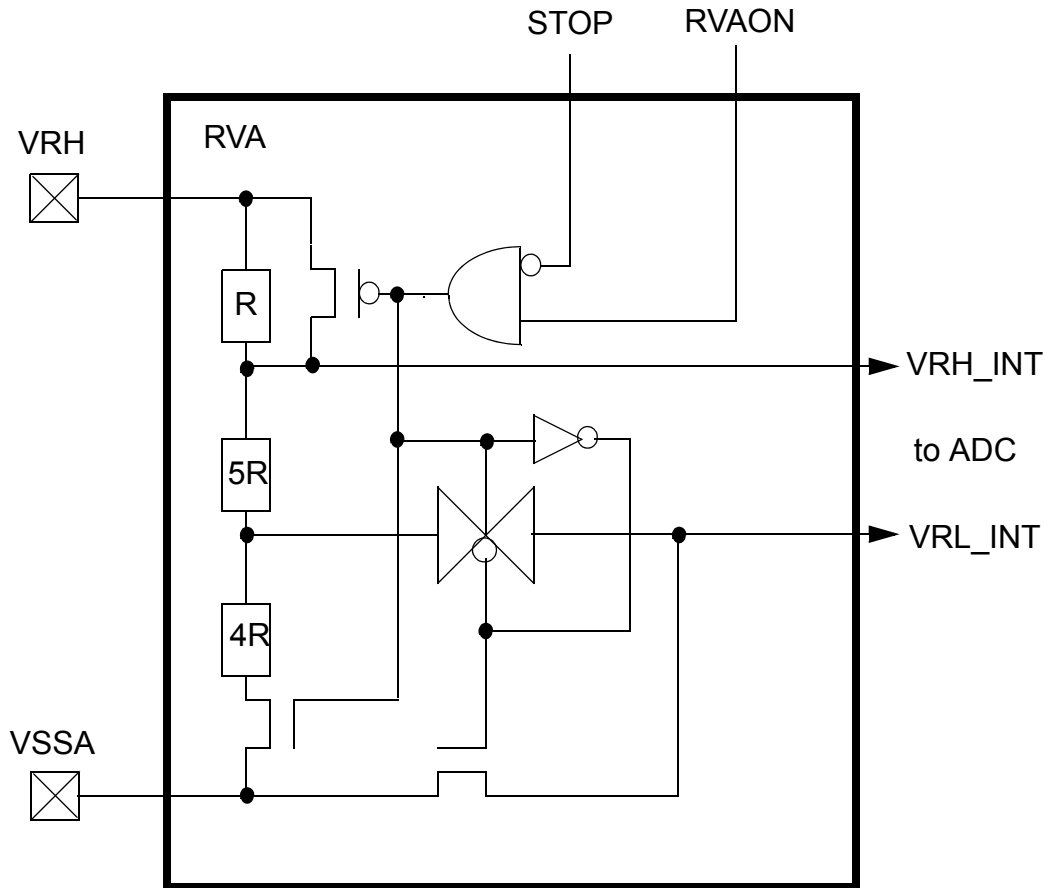 STOP
RVAON
VRH
RVA
R
VRH_INT
5R
to ADC
VRL_INT
4R
VSSA